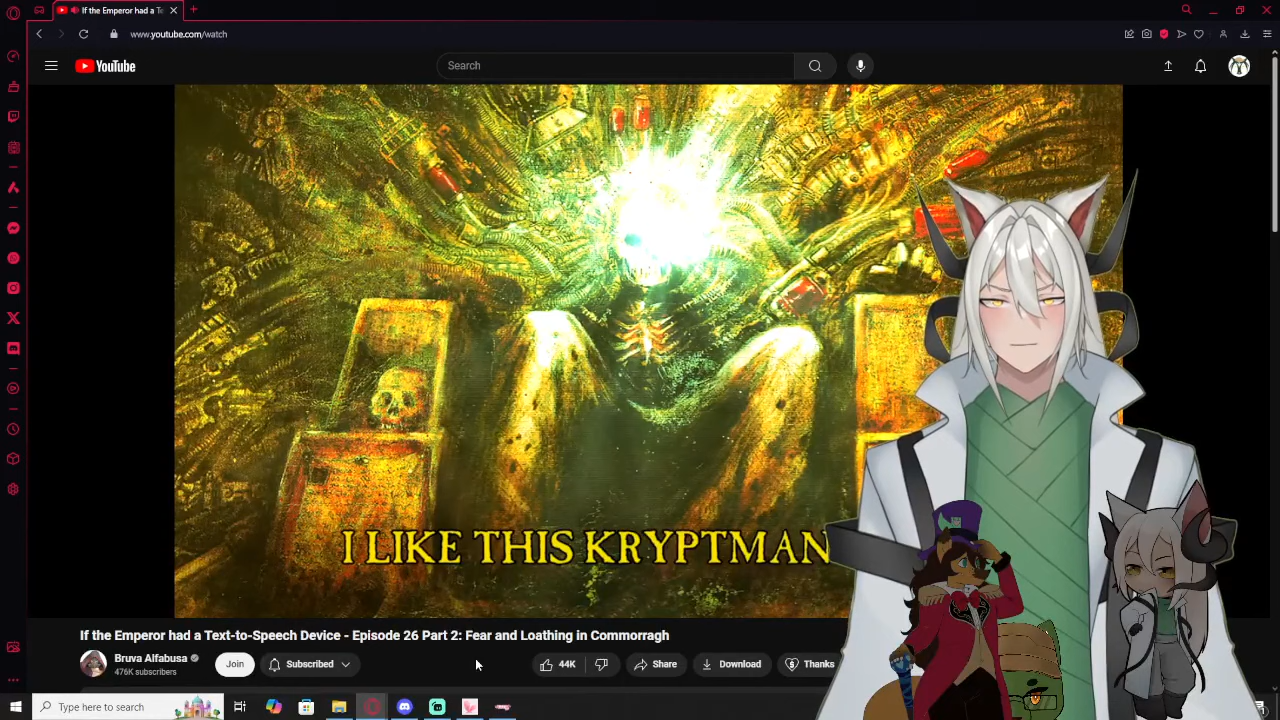 If the Emperor had a Te
www.youtube.com/watch
YouTube
Search
I LIKE THIS KRYPTMAN
If the Emperor had a Text-to-Speech Device - Episode 26 Part 2: Fear and Loathing in Commorragh
Bruva Alfabusa
476K subscribers
Join
Subscribed
44K
Share
Download
Thanks
Type here to search